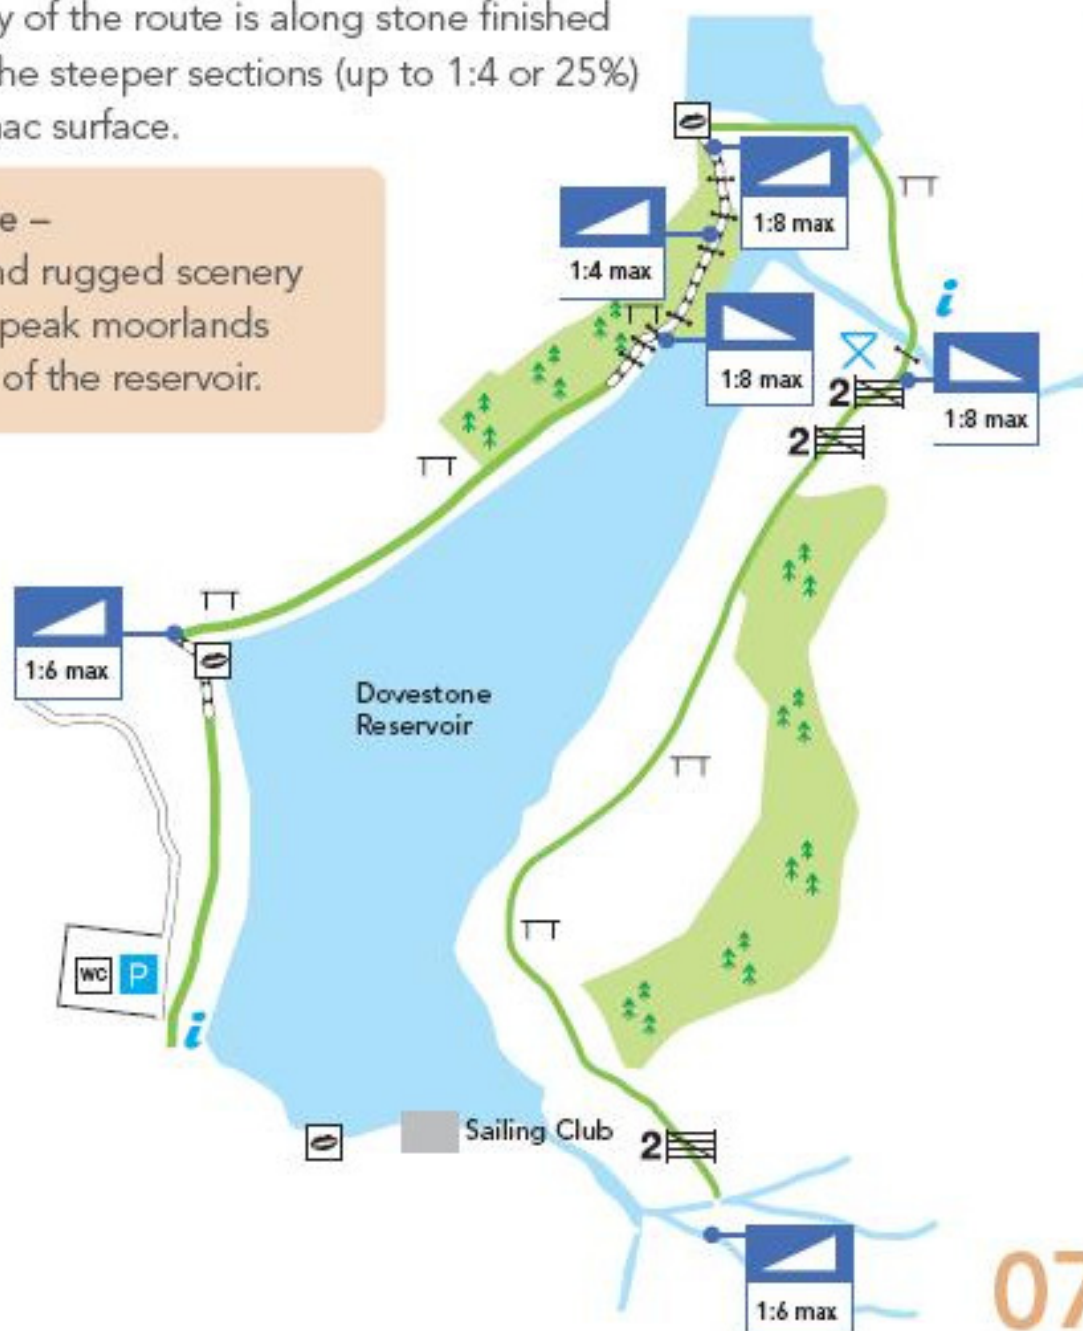 y of the route is along stone finished
he steeper sections (up to 1:4 or 25%)
nac surface.
e –
nd rugged scenery
peak moorlands
of the reservoir.
1:8 max
1:4 max
i
1:8 max
2
1:8 max
2
1:6 max
Dovestone
Reservoir
WC P
i
Sailing Club
2
07
1:6 max